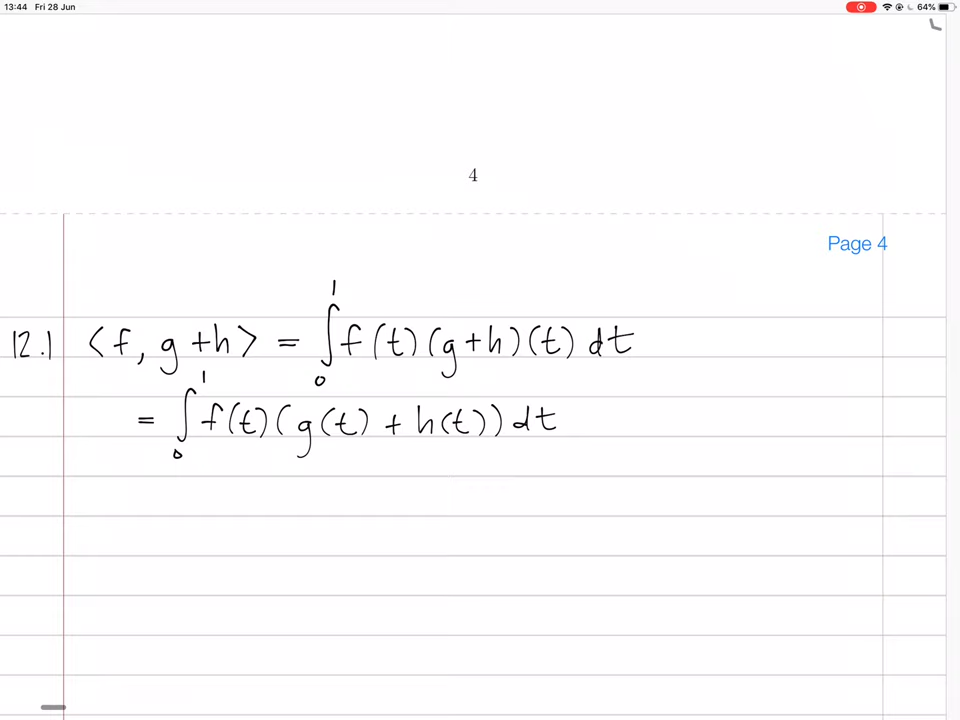 13:44 Fri 28 Jun 64%
4
Page 4
12.1 <f, g+h> = ∫₀¹ f(t)(g+h)(t) dt
= ∫₀¹ f(t)(g(t) + h(t)) dt